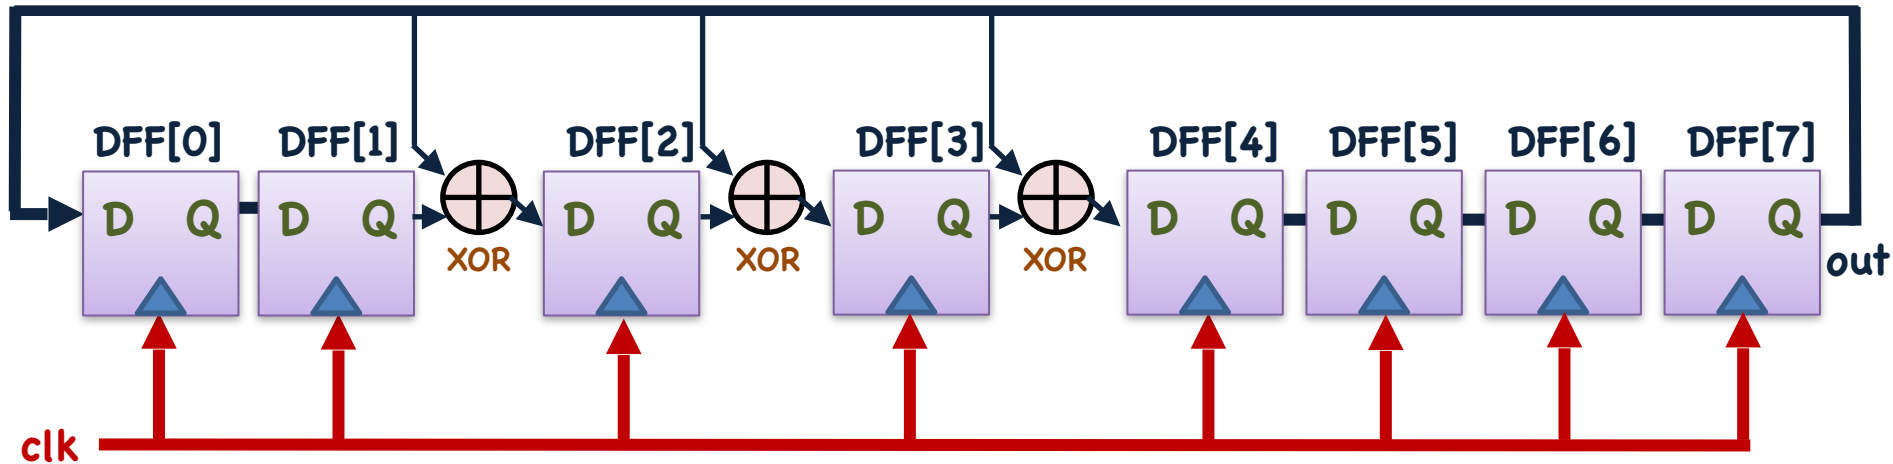 DFF[0] DFF[1] DFF[2] DFF[3] DFF[4] DFF[5] DFF[6] DFF[7]
D Q D Q D Q D Q D Q D Q D Q D Q
XOR XOR XOR out
clk